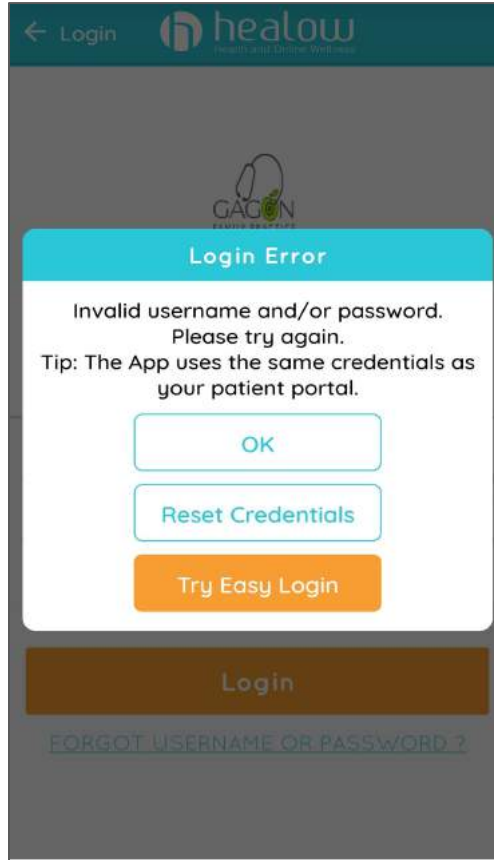 ← Login
healow
Health and Online Wellness
GAGON
FAMILY PRACTICE
Login Error
Invalid username and/or password.
Please try again.
Tip: The App uses the same credentials as
your patient portal.
OK
Reset Credentials
Try Easy Login
Login
FORGOT USERNAME OR PASSWORD ?